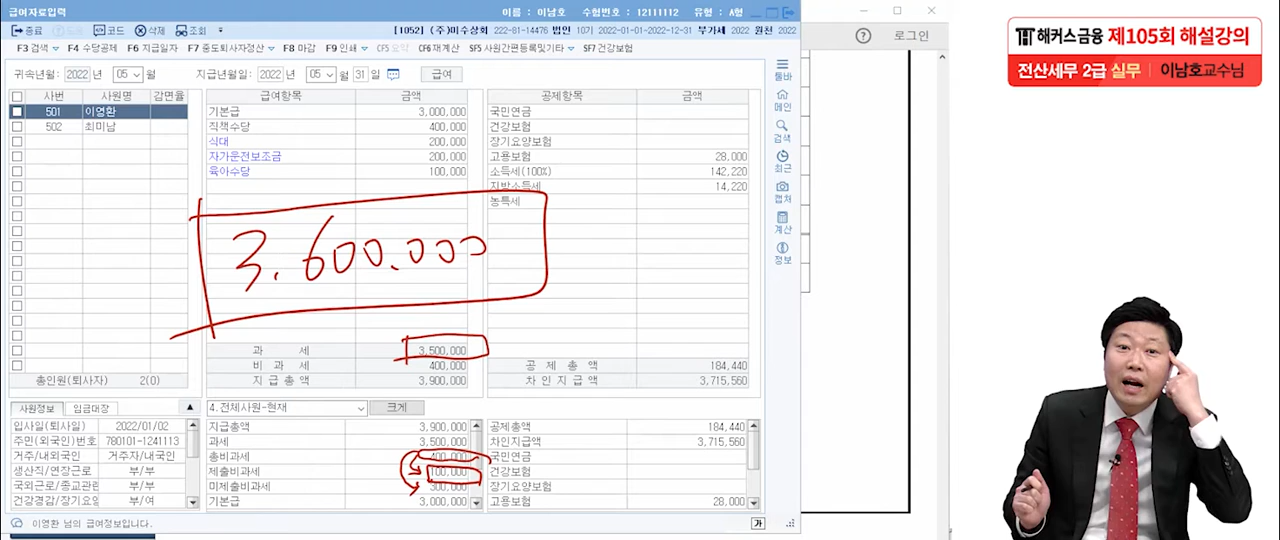 급여자료입력 이름 : 이남호 수험번호 : 12111112 유형 : A형
종료 코드 삭제 조회 [1052] (주)미수상회 222-81-14476 법인 10기 2022-01-01~2022-12-31 부가세 2022 원천 2022
F3 검색 F4 수당공제 F6 지급일자 F7 중도퇴사자정산 F8 마감 F9 인쇄 CF5 요약 CF6 재계산 SF5 사원간편등록및기타 SF7 건강보험
귀속년월: 2022 년 05 월 지급년월일: 2022 년 05 월 31 일 급여
사번 사원명 감면율 급여항목 금액 공제항목 금액
501 이영환 기본급 3,000,000 국민연금
502 최미남 직책수당 400,000 건강보험
식대 200,000 장기요양보험
자가운전보조금 200,000 고용보험 28,000
육아수당 100,000 소득세(100%) 142,220
지방소득세 14,220
농특세
3.600.000
과 세 3,500,000
비 과 세 400,000 공 제 총 액 184,440
총인원(퇴사자) 2(0) 지 급 총 액 3,900,000 차 인 지 급 액 3,715,560
사원정보 임금대장 4.전체사원-현재 크게
입사일(퇴사일) 2022/01/02 지급총액 3,900,000 공제총액 184,440
주민(외국인)번호 780101-1241113 과세 3,500,000 차인지급액 3,715,560
거주/내외국인 거주자/내국인 총비과세 400,000 국민연금
생산직/연장근로 부/부 제출비과세 100,000 건강보험
국외근로/종교관련 부/부 미제출비과세 300,000 장기요양보험
건강경감/장기요양 부/여 기본급 3,000,000 고용보험 28,000
이영환 님의 급여정보입니다. 가
툴바
메인
검색
최근
캡처
계산
정보
로그인
해커스금융 제105회 해설강의
전산세무 2급 실무 이남호교수님